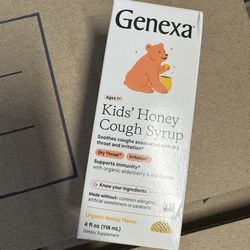 Genexa
Ages 1+
Kids' Honey
Cough Syrup
Soothes coughs associated with dry
throat and irritation*
Dry Throat* Irritation*
Supports immunity*
with organic elderberry &
Know your ingredients
Made without: common allergens,
artificial sweeteners or parabens
Organic Honey Flavor
4 fl oz (118 mL)
Dietary Supplement